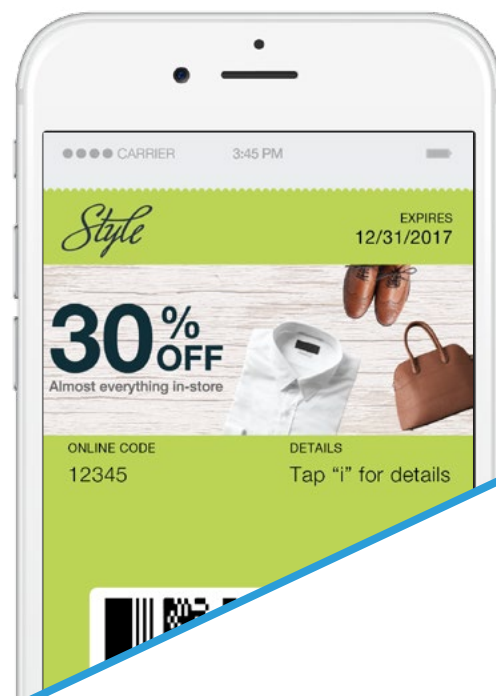 CARRIER 3:45 PM
Style
EXPIRES
12/31/2017
30% OFF
Almost everything in-store
ONLINE CODE DETAILS
12345 Tap “i” for details